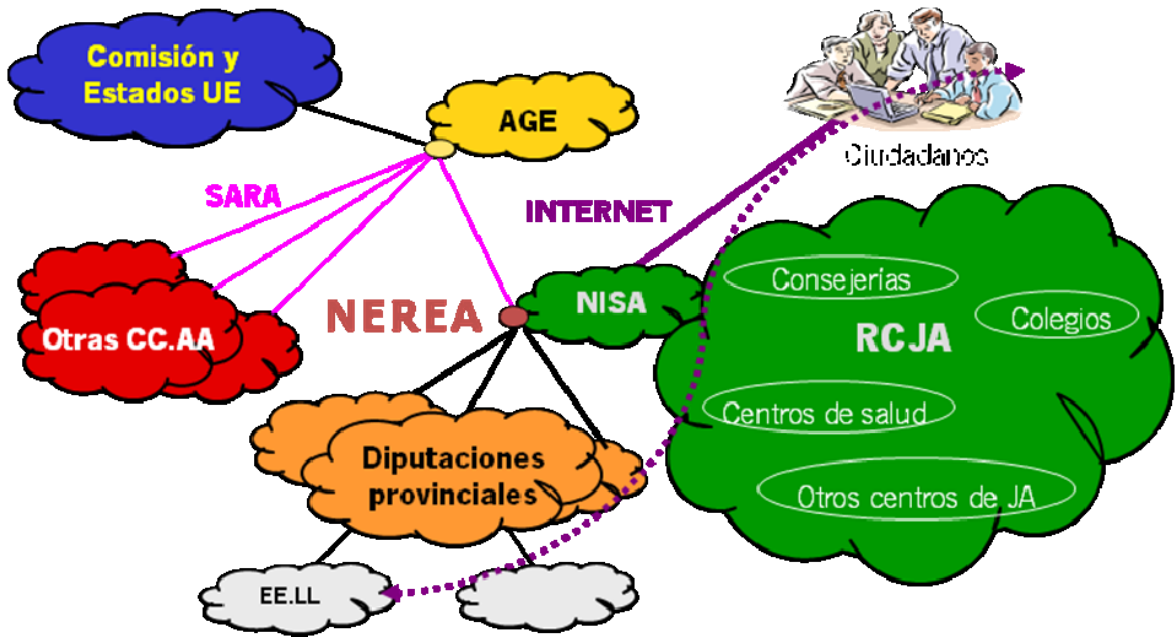 Comisión y
Estados UE
AGE
Ciudadanos
SARA
INTERNET
Consejerías
NISA
NEREA
Colegios
Otras CC.AA
RCJA
Centros de salud
Diputaciones
provinciales
Otros centros de JA
EE.LL